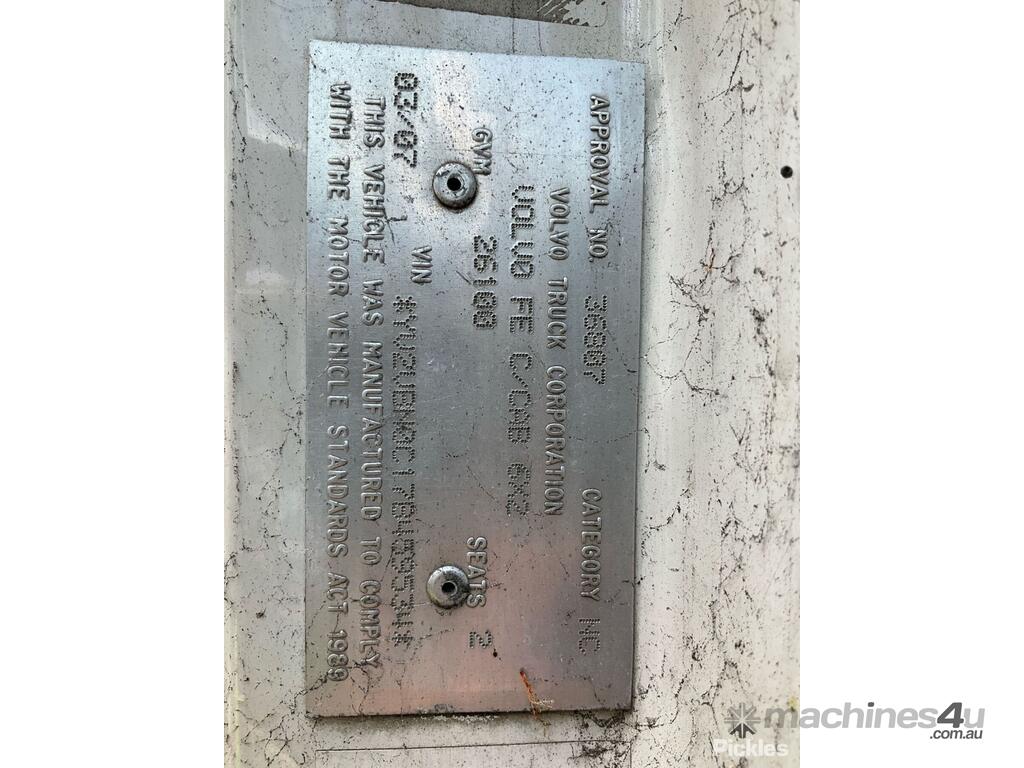 APPROVAL NO. 36807 CATEGORY NC
VOLVO TRUCK CORPORATION
VOLVO FE C/CAB 6X2
GVM 26100 SEATS 2
03/07 VIN
THIS VEHICLE WAS MANUFACTURED TO COMPLY
WITH THE MOTOR VEHICLE STANDARDS ACT 1989
machines4u
.com.au
Pickles